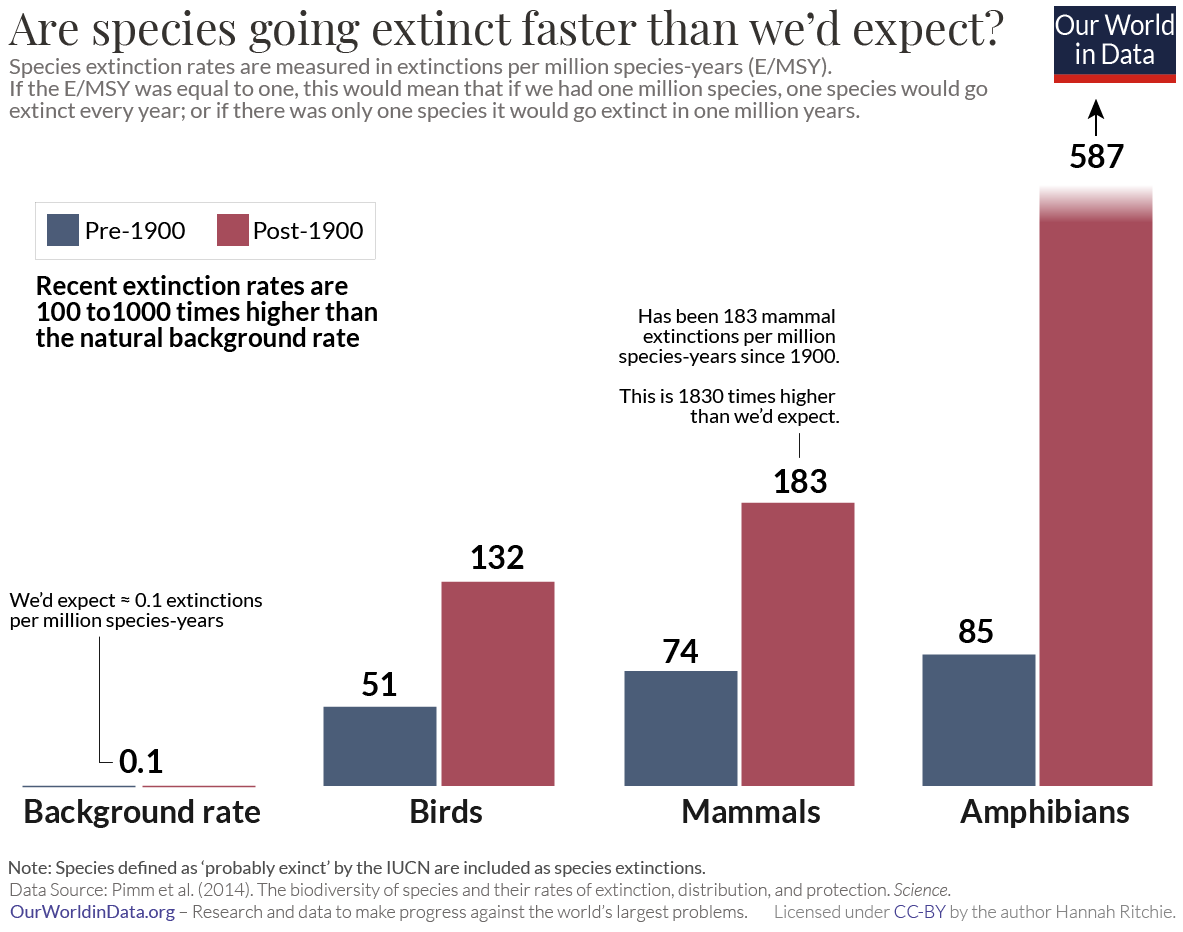 Are species going extinct faster than we'd expect?
Our World
in Data
Species extinction rates are measured in extinctions per million species-years (E/MSY).
If the E/MSY was equal to one, this would mean that if we had one million species, one species would go
extinct every year; or if there was only one species it would go extinct in one million years.
587
Pre-1900
Post-1900
Recent extinction rates are
100 to1000 times higher than
the natural background rate
Has been 183 mammal
extinctions per million
species-years since 1900.
This is 1830 times higher
than we'd expect.
183
132
We'd expect ≈ 0.1 extinctions
per million species-years
0.1
51
74
85
Background rate
Birds
Mammals
Amphibians
Note: Species defined as 'probably exinct' by the IUCN are included as species extinctions.
Data Source: Pimm et al. (2014). The biodiversity of species and their rates of extinction, distribution, and protection. Science.
OurWorldinData.org – Research and data to make progress against the world's largest problems.
Licensed under CC-BY by the author Hannah Ritchie.